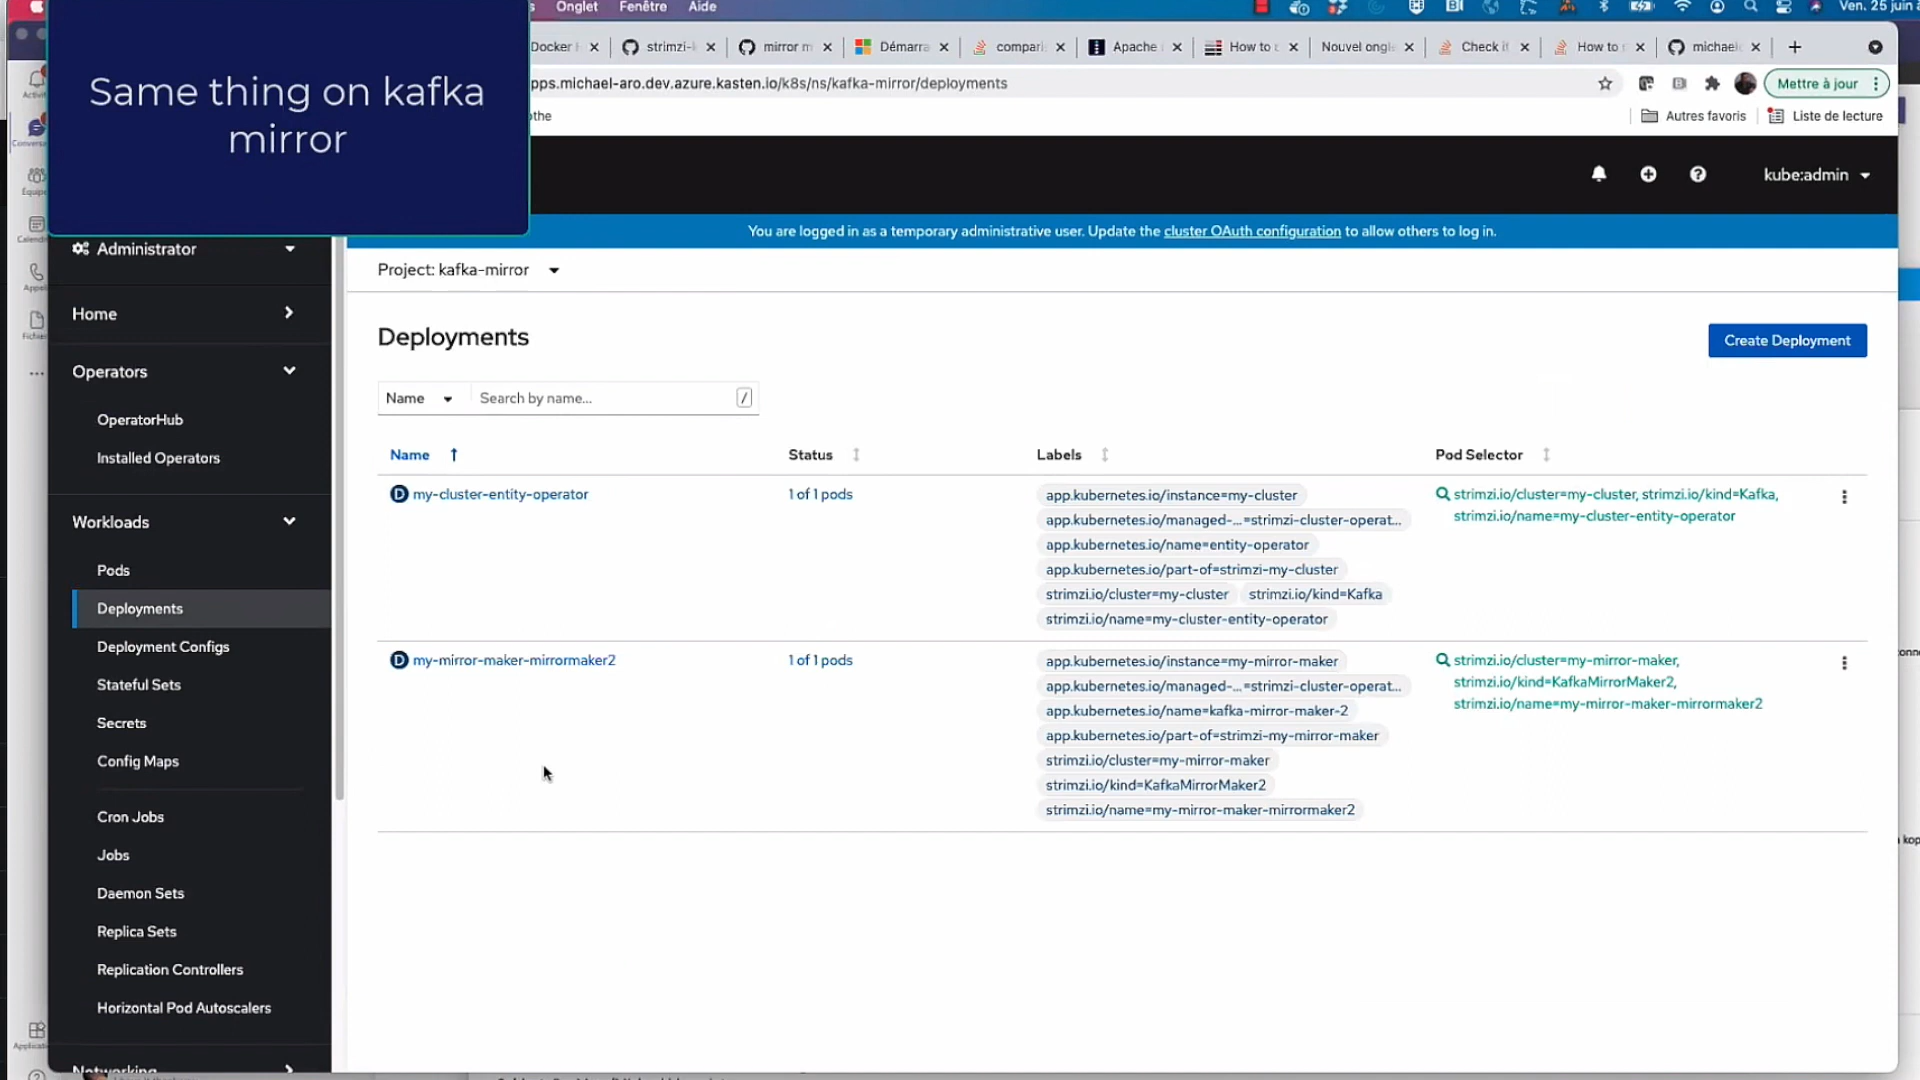 Onglet Fenêtre Aide
Ven. 25 juin
Same thing on kafka
mirror
Docker
strimzi-
mirror m
Démarra
compari
Apache
How to
Nouvel ongl
Check i
How to
michael
pps.michael-aro.dev.azure.kasten.io/k8s/ns/kafka-mirror/deployments
Mettre à jour
othe
Autres favoris
Liste de lecture
kube:admin
You are logged in as a temporary administrative user. Update the cluster OAuth configuration to allow others to log in.
Administrator
Home
Operators
OperatorHub
Installed Operators
Workloads
Pods
Deployments
Deployment Configs
Stateful Sets
Secrets
Config Maps
Cron Jobs
Jobs
Daemon Sets
Replica Sets
Replication Controllers
Horizontal Pod Autoscalers
Networking
Project: kafka-mirror
Deployments
Create Deployment
Name
Search by name...
/
Name
Status
Labels
Pod Selector
D my-cluster-entity-operator
1 of 1 pods
app.kubernetes.io/instance=my-cluster
app.kubernetes.io/managed-...=strimzi-cluster-operat...
app.kubernetes.io/name=entity-operator
app.kubernetes.io/part-of=strimzi-my-cluster
strimzi.io/cluster=my-cluster strimzi.io/kind=Kafka
strimzi.io/name=my-cluster-entity-operator
strimzi.io/cluster=my-cluster, strimzi.io/kind=Kafka,
strimzi.io/name=my-cluster-entity-operator
D my-mirror-maker-mirrormaker2
1 of 1 pods
app.kubernetes.io/instance=my-mirror-maker
app.kubernetes.io/managed-...=strimzi-cluster-operat...
app.kubernetes.io/name=kafka-mirror-maker-2
app.kubernetes.io/part-of=strimzi-my-mirror-maker
strimzi.io/cluster=my-mirror-maker
strimzi.io/kind=KafkaMirrorMaker2
strimzi.io/name=my-mirror-maker-mirrormaker2
strimzi.io/cluster=my-mirror-maker,
strimzi.io/kind=KafkaMirrorMaker2,
strimzi.io/name=my-mirror-maker-mirrormaker2